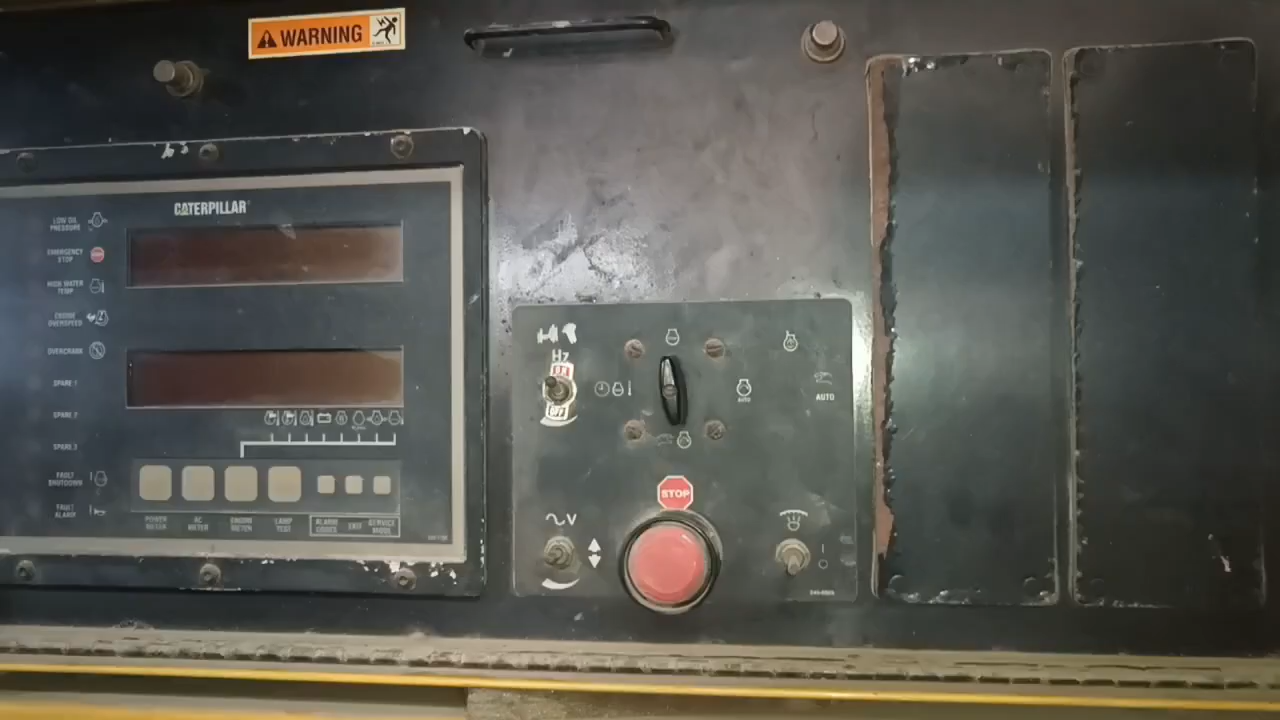 WARNING
CATERPILLAR
LOW OIL
PRESSURE
EMERGENCY
STOP
HIGH WATER
TEMP
ENGINE
OVERSPEED
OVERCRANK
SPARE 1
SPARE 2
SPARE 3
FAULT
SHUTDOWN
FAULT
ALARM
POWER
METER
AC
METER
ENGINE
METER
LAMP
TEST
ALARM
CODES
EXIT
SERVICE
MODE
Hz
OFF
AUTO
AUTO
STOP
V